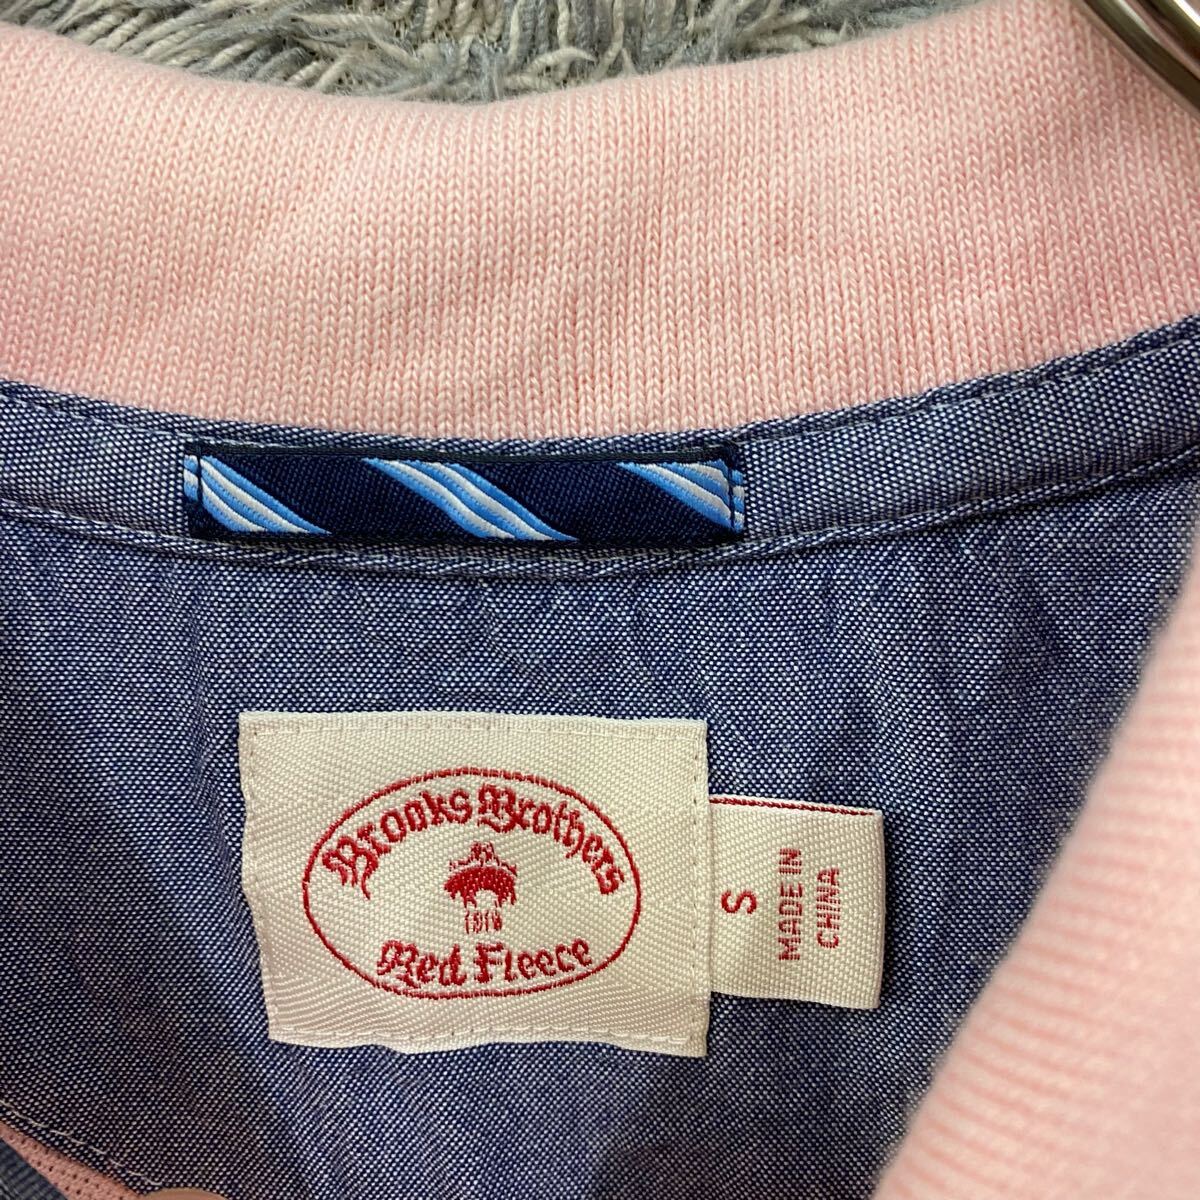 Brooks Brothers
1818
Red Fleece
S
MADE IN
CHINA